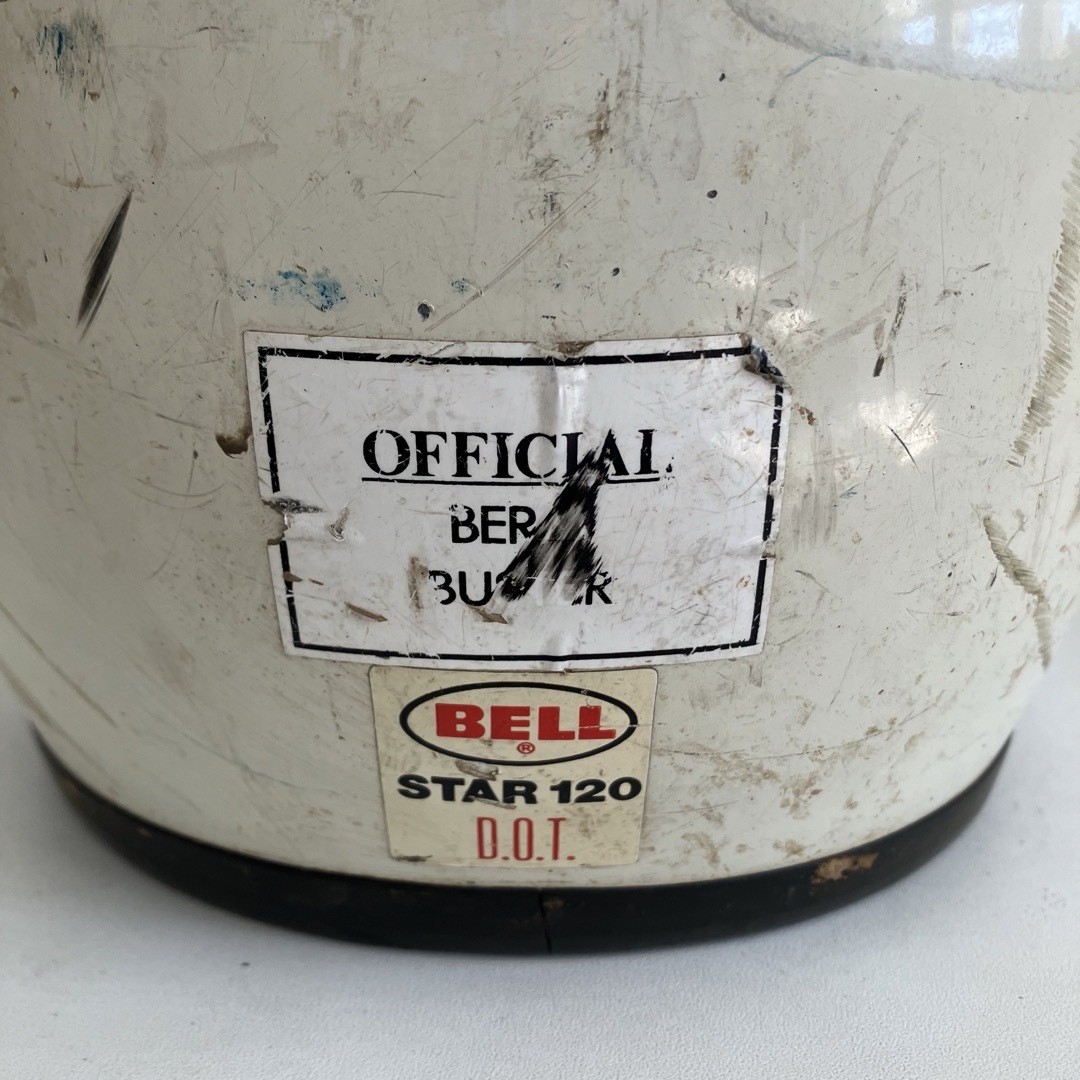 OFFICIAL
BELL
®
STAR 120
D.O.T.